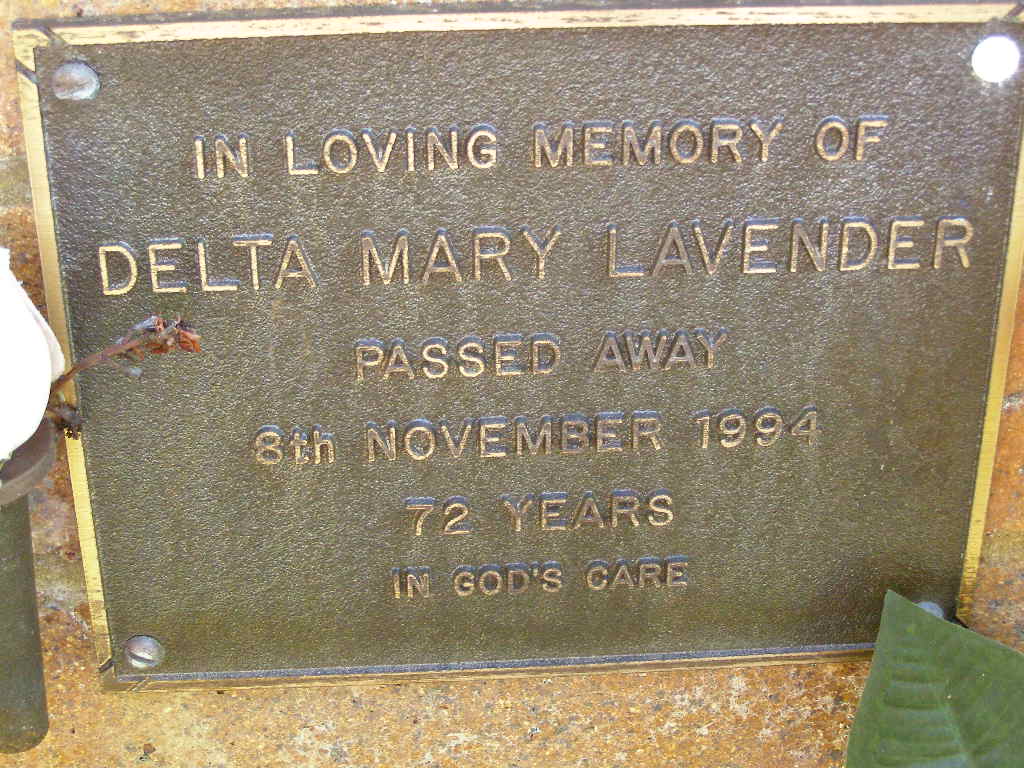 IN LOVING MEMORY OF
DELTA MARY LAVENDER
PASSED AWAY
8th NOVEMBER 1994
72 YEARS
IN GOD'S CARE